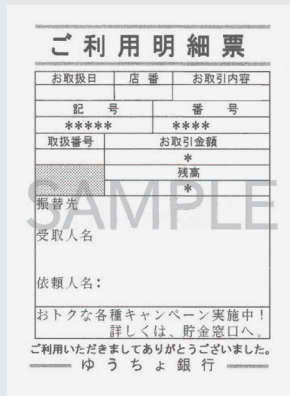 ご利用明細票
お取扱日 店番 お取引内容
記号 番号
***** ****
取扱番号 お取引金額
*
残高
*
SAMPLE
振替先
受取人名
依頼人名:
おトクな各種キャンペーン実施中!
詳しくは、貯金窓口へ。
ご利用いただきましてありがとうございました。
ゆうちょ銀行